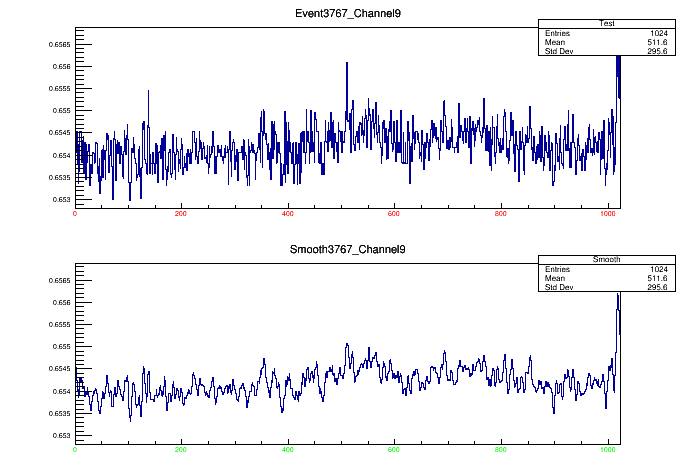 Event3767_Channel9
Test
Entries 1024
Mean 511.6
Std Dev 295.6
0.6565
0.656
0.6555
0.655
0.6545
0.654
0.6535
0.653
0 200 400 600 800 1000
Smooth3767_Channel9
Smooth
Entries 1024
Mean 511.6
Std Dev 295.6
0.6565
0.656
0.6555
0.655
0.6545
0.654
0.6535
0.653
0 200 400 600 800 1000